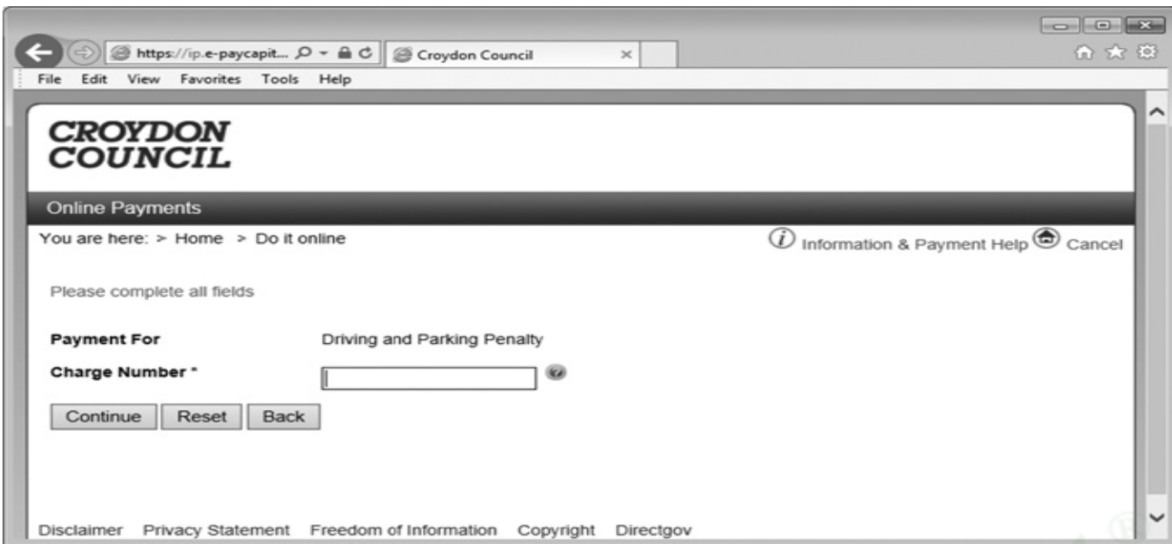 https://ip.e-paycapit... Croydon Council
File Edit View Favorites Tools Help
CROYDON
COUNCIL
Online Payments
You are here: > Home > Do it online
Information & Payment Help Cancel
Please complete all fields
Payment For Driving and Parking Penalty
Charge Number *
Continue Reset Back
Disclaimer Privacy Statement Freedom of Information Copyright Directgov